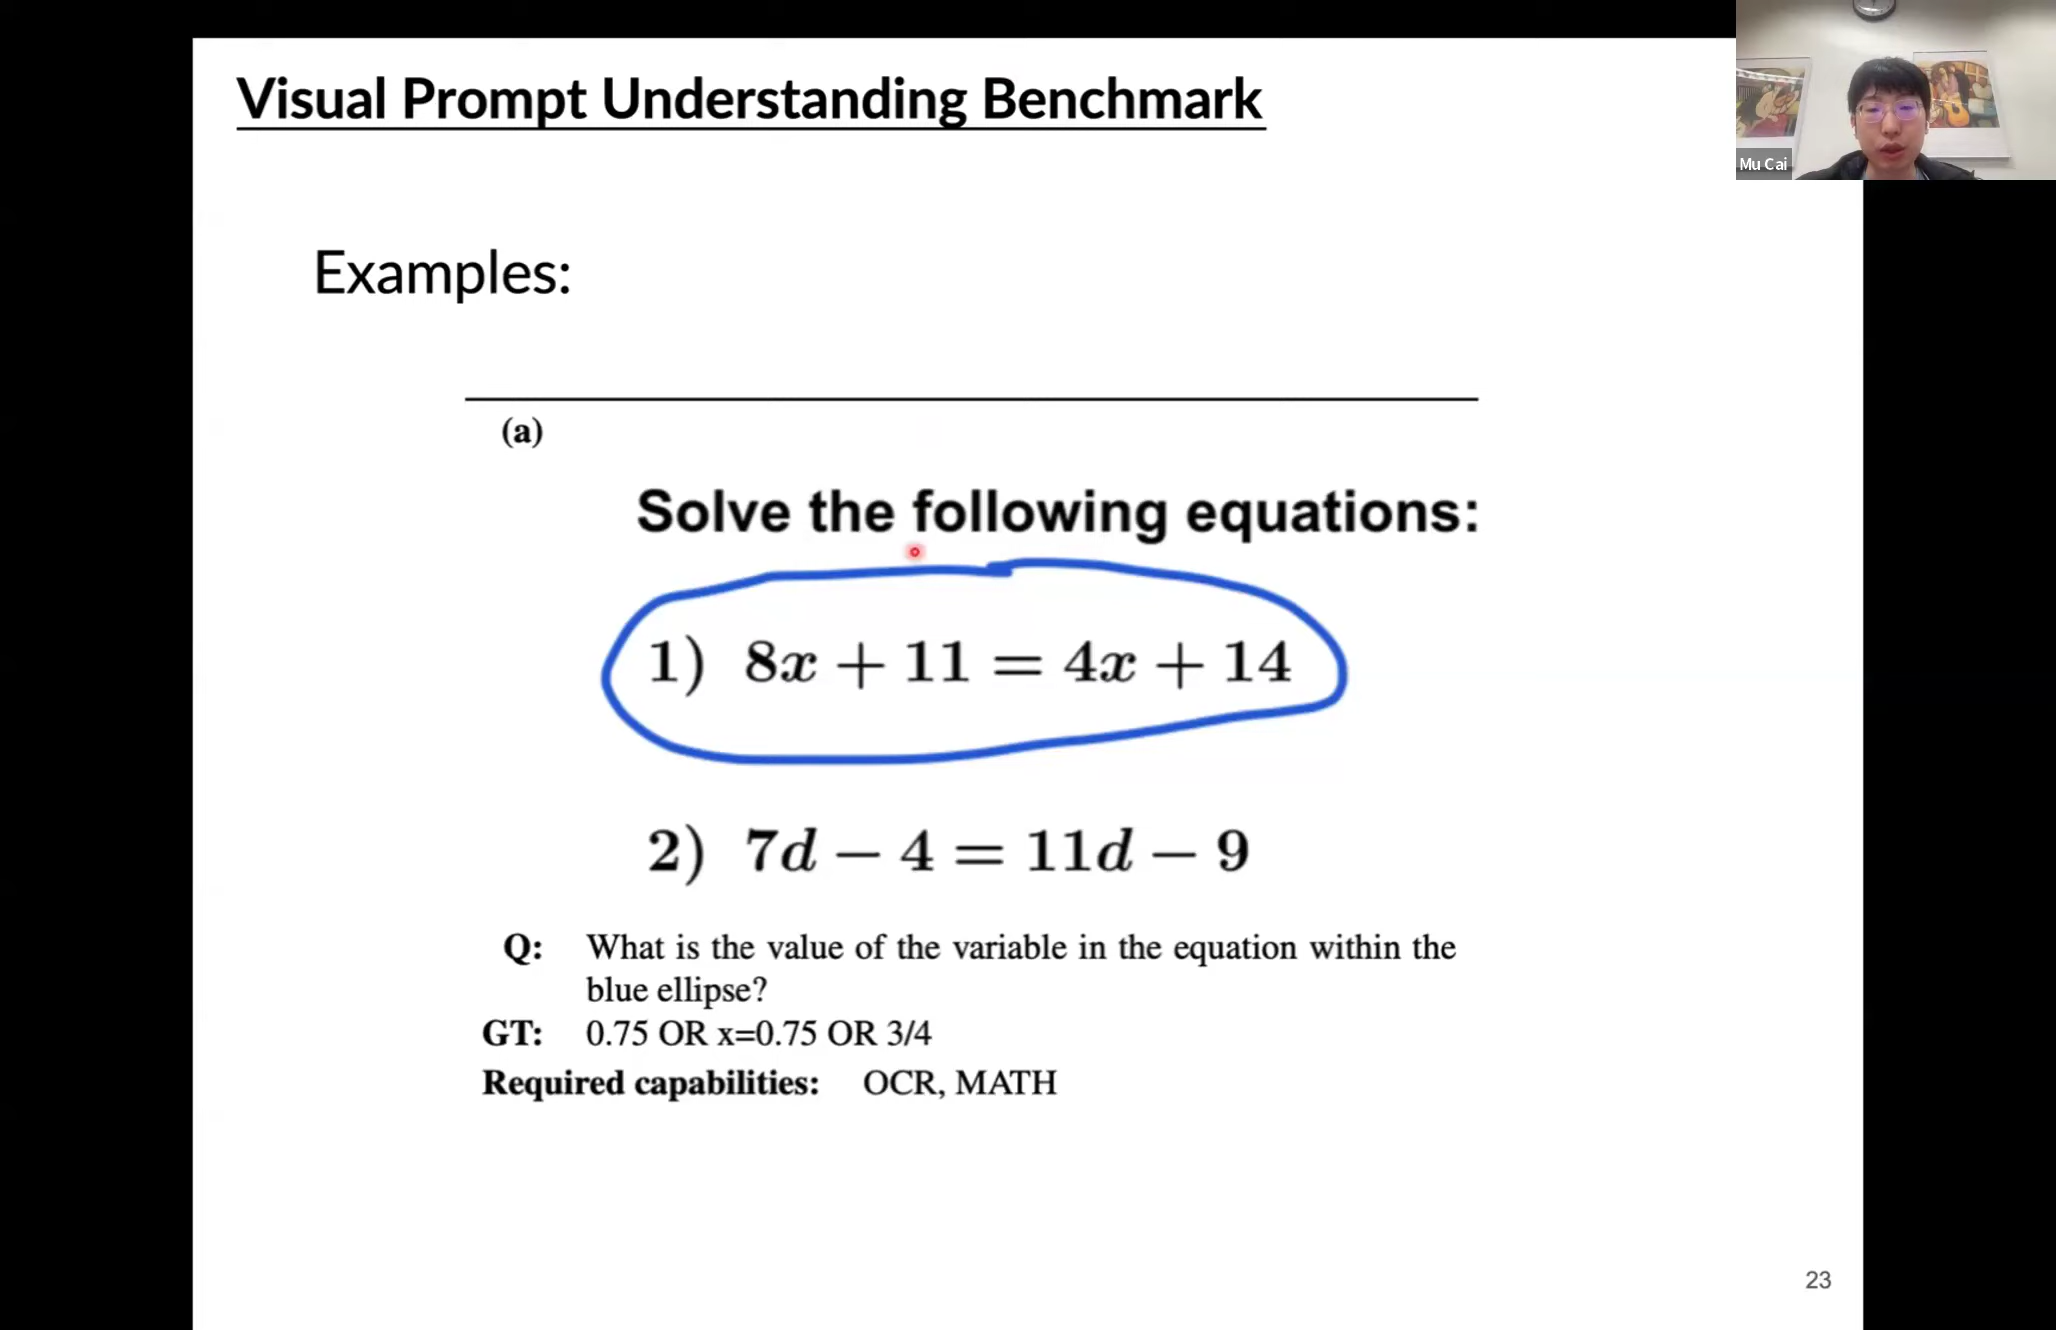 Visual Prompt Understanding Benchmark
Mu Cai
Examples:
(a)
Solve the following equations:
1) 8x + 11 = 4x + 14
2) 7d − 4 = 11d − 9
Q: What is the value of the variable in the equation within the
blue ellipse?
GT: 0.75 OR x=0.75 OR 3/4
Required capabilities: OCR, MATH
23